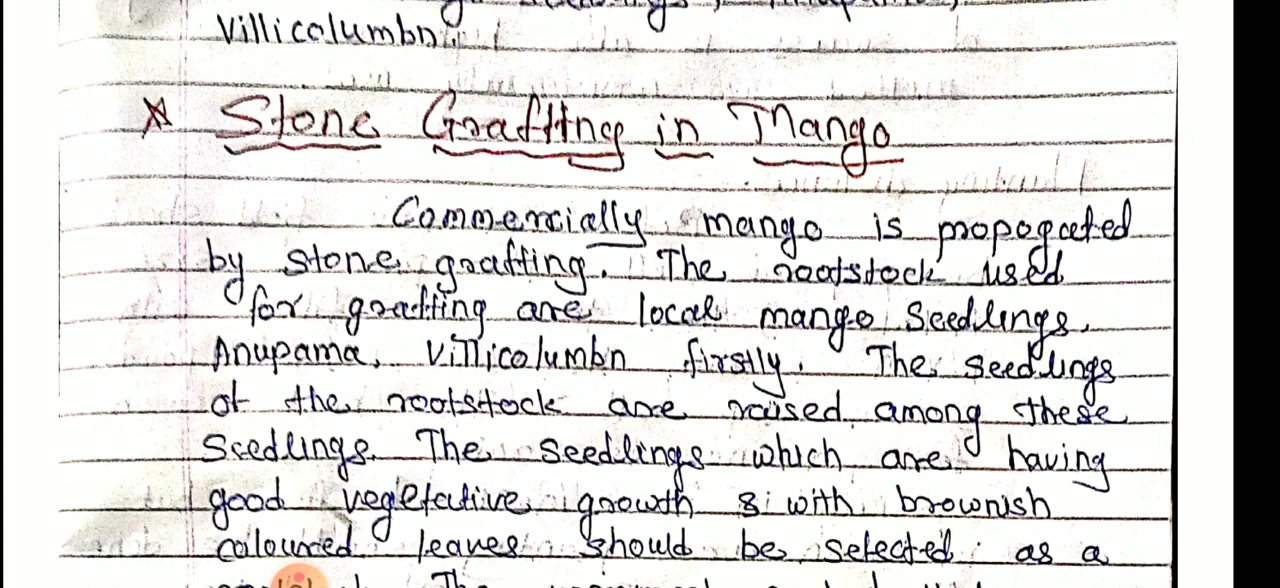 Villicolumbn.
* Stone Grafting in Mango
Commercially mango is propogated
by stone grafting. The rootstock used
for grafting are local mango seedlings,
Anupama, Villicolumbn firstly. The seedlings
of the rootstock are raised among these
Seedlings. The seedlings which are having
good vegetative growth & with brownish
coloured leaves should be selected as a
The